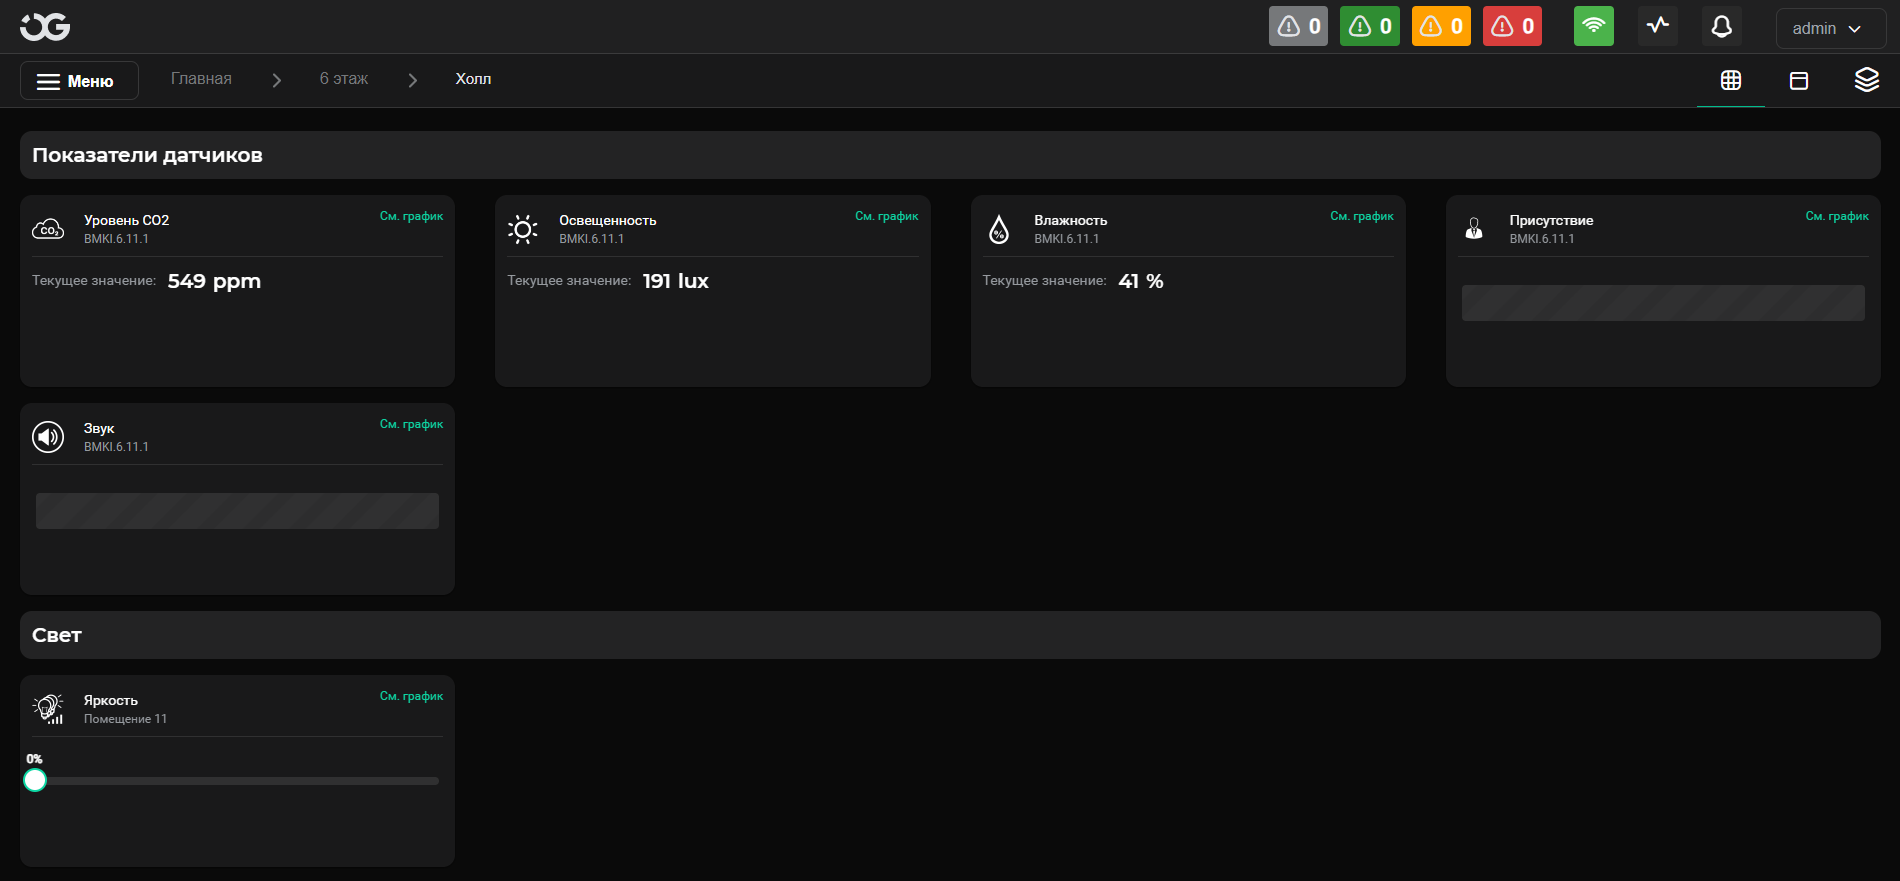 OG
0
0
0
0
admin
Меню
Главная
6 этаж
Холл
Показатели датчиков
Уровень CO2
BMKI.6.11.1
См. график
CO2
Текущее значение: 549 ppm
Освещенность
BMKI.6.11.1
См. график
Текущее значение: 191 lux
Влажность
BMKI.6.11.1
См. график
%
Текущее значение: 41 %
Присутствие
BMKI.6.11.1
См. график
Звук
BMKI.6.11.1
См. график
Свет
Яркость
Помещение 11
См. график
0%